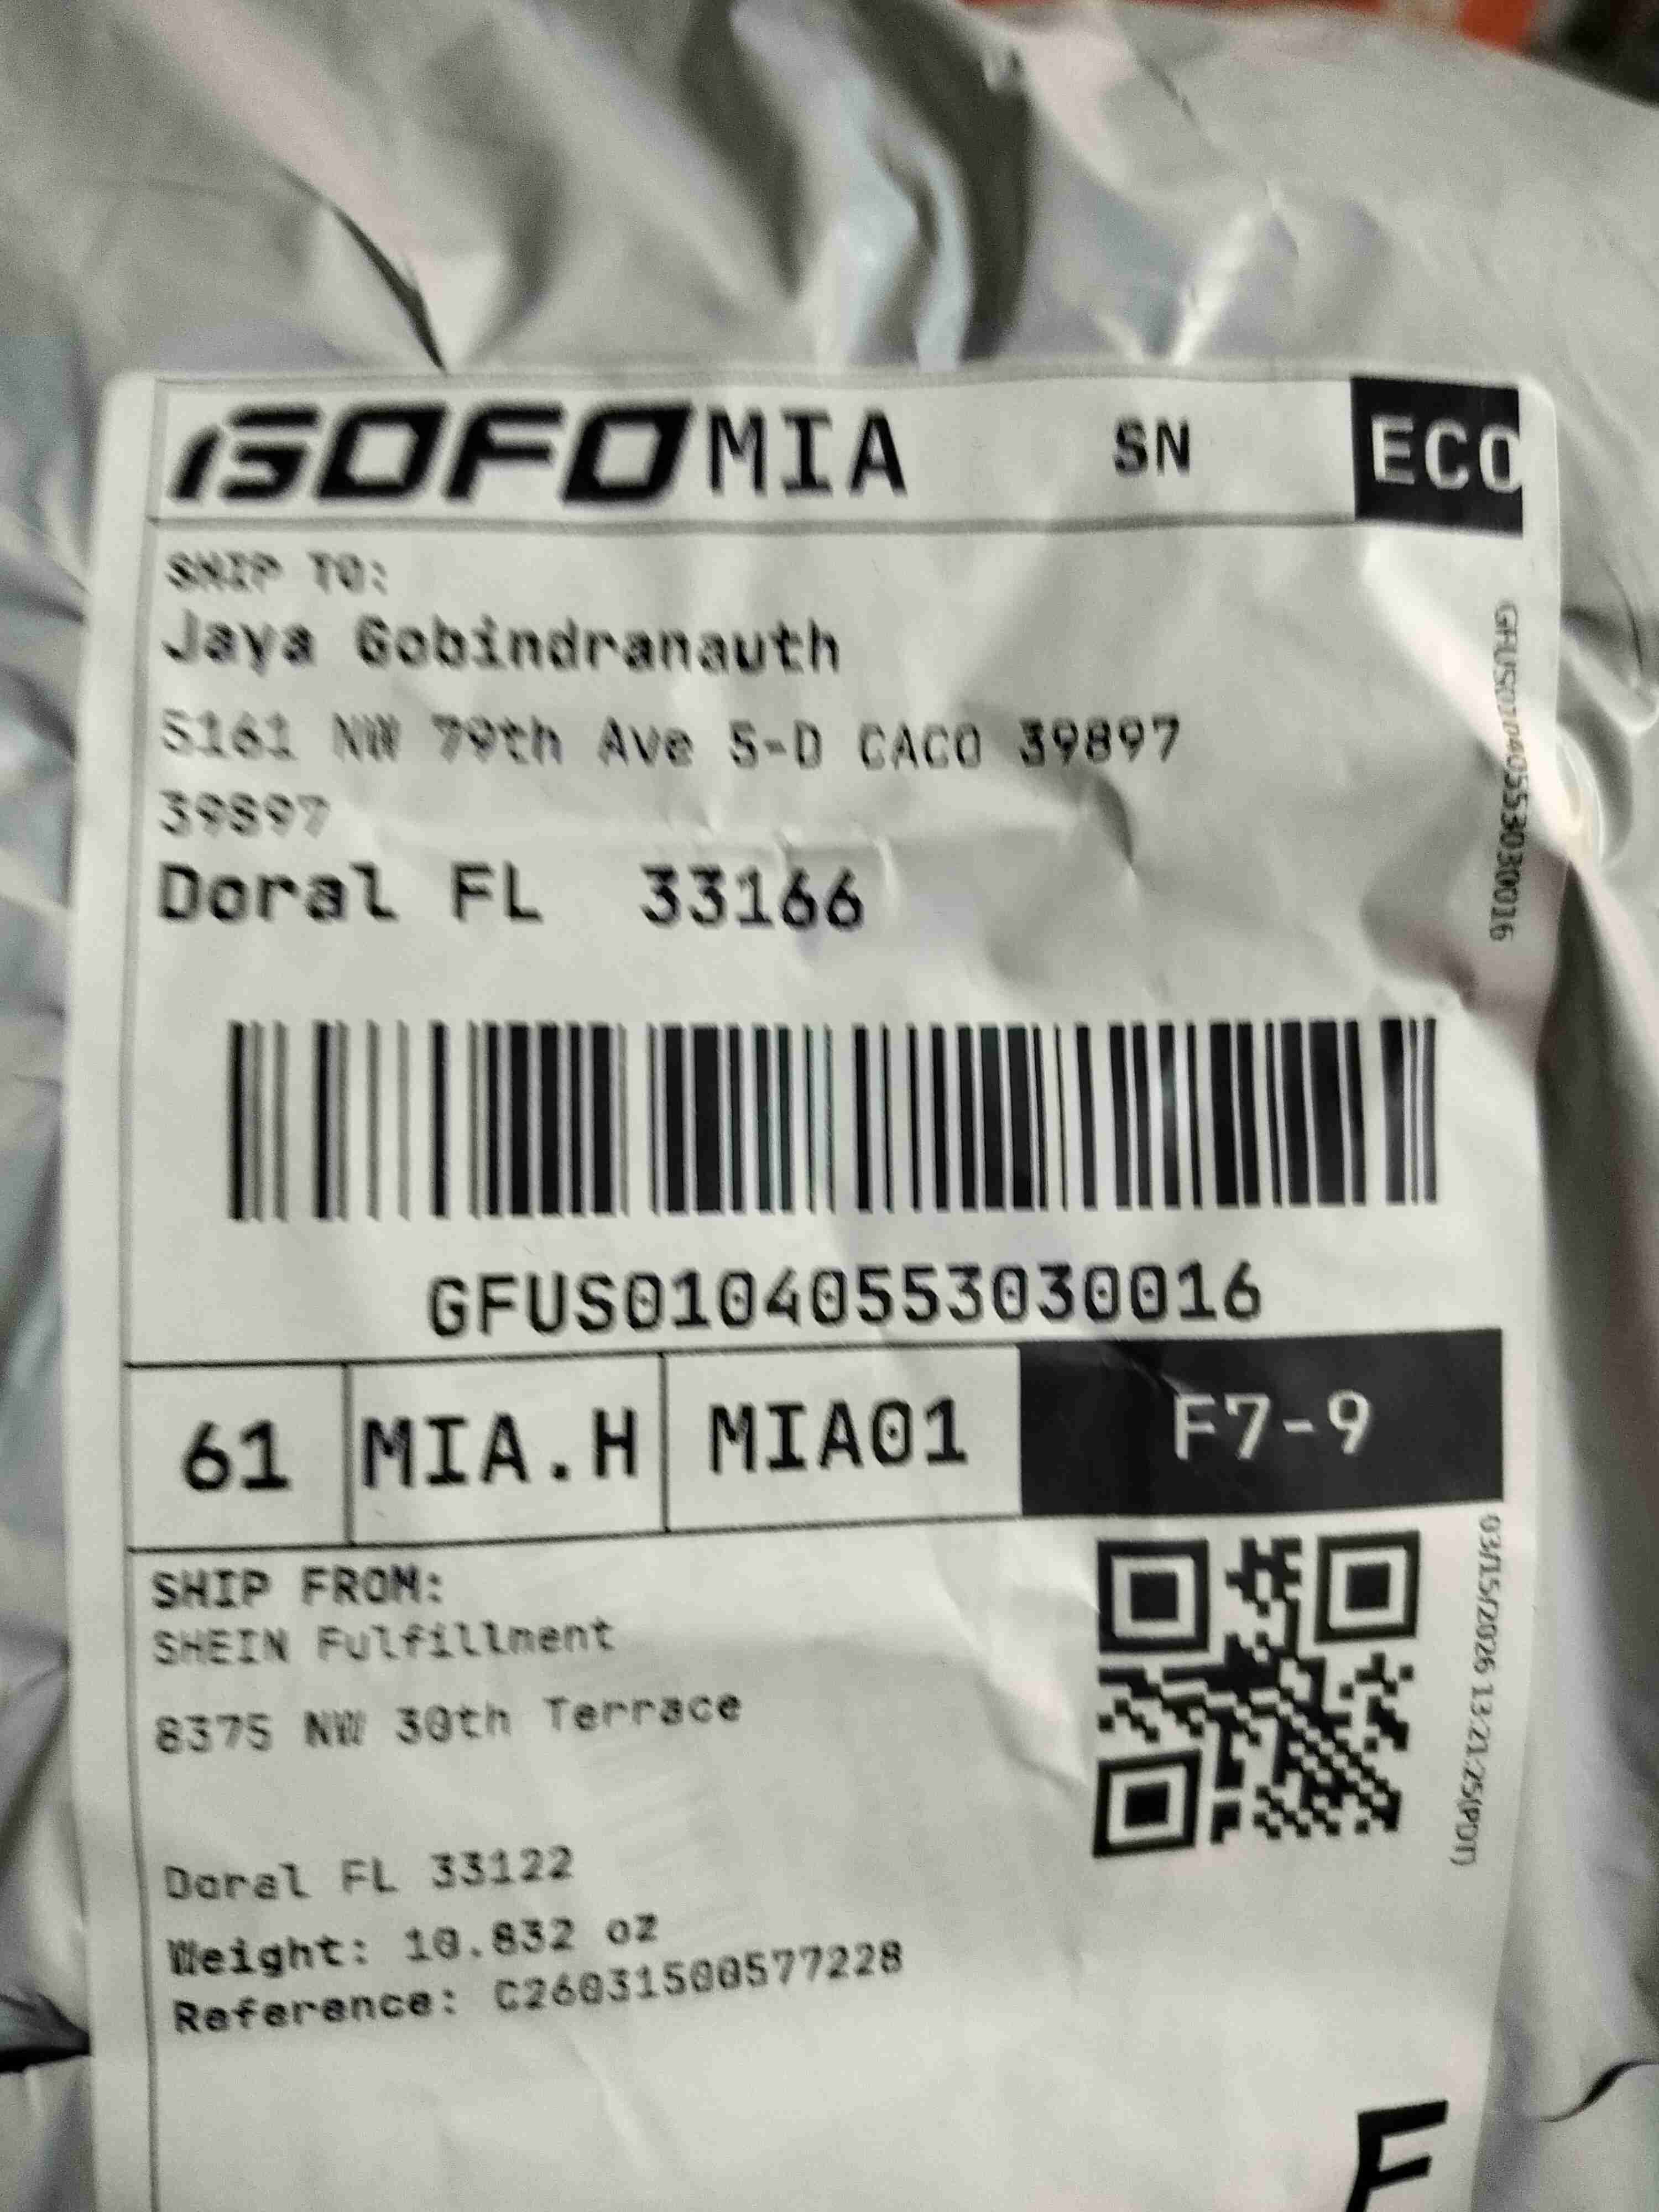 GOFO MIA SN ECO
SHIP TO:
Jaya Gobindranauth
5161 NW 79th Ave S-D CACO 39897
39897
Doral FL 33166
GFUS01040553030016
GFUS01040553030016
61 MIA.H MIA01 F7-9
SHIP FROM:
SHEIN Fulfillment
8375 NW 30th Terrace
Doral FL 33122
Weight: 10.832 oz
Reference: C26031500577228
03/15/2026 13:21:25(PDT)
F